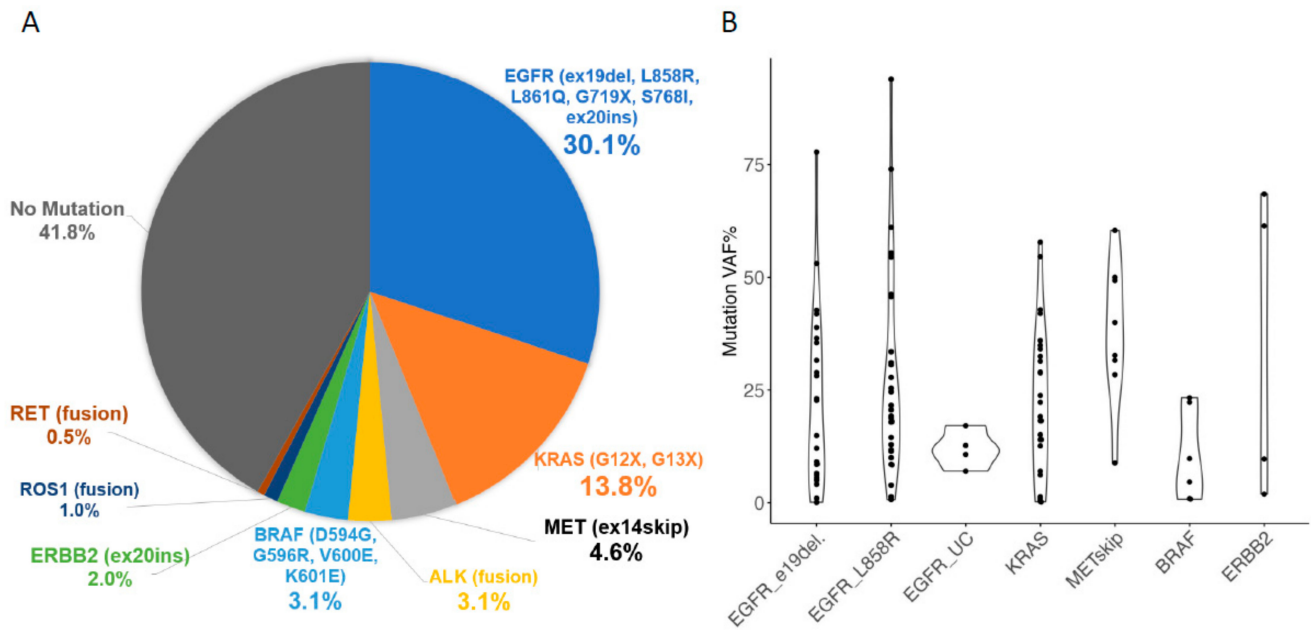 A
EGFR (ex19del, L858R,
L861Q, G719X, S768I,
ex20ins)
30.1%
No Mutation
41.8%
RET (fusion)
0.5%
ROS1 (fusion)
1.0%
ERBB2 (ex20ins)
2.0%
BRAF (D594G,
G596R, V600E,
K601E)
3.1%
ALK (fusion)
3.1%
MET (ex14skip)
4.6%
KRAS (G12X, G13X)
13.8%
B
Mutation VAF%
75
50
25
0
EGFR_e19del.
EGFR_L858R
EGFR_UC
KRAS
METskip
BRAF
ERBB2